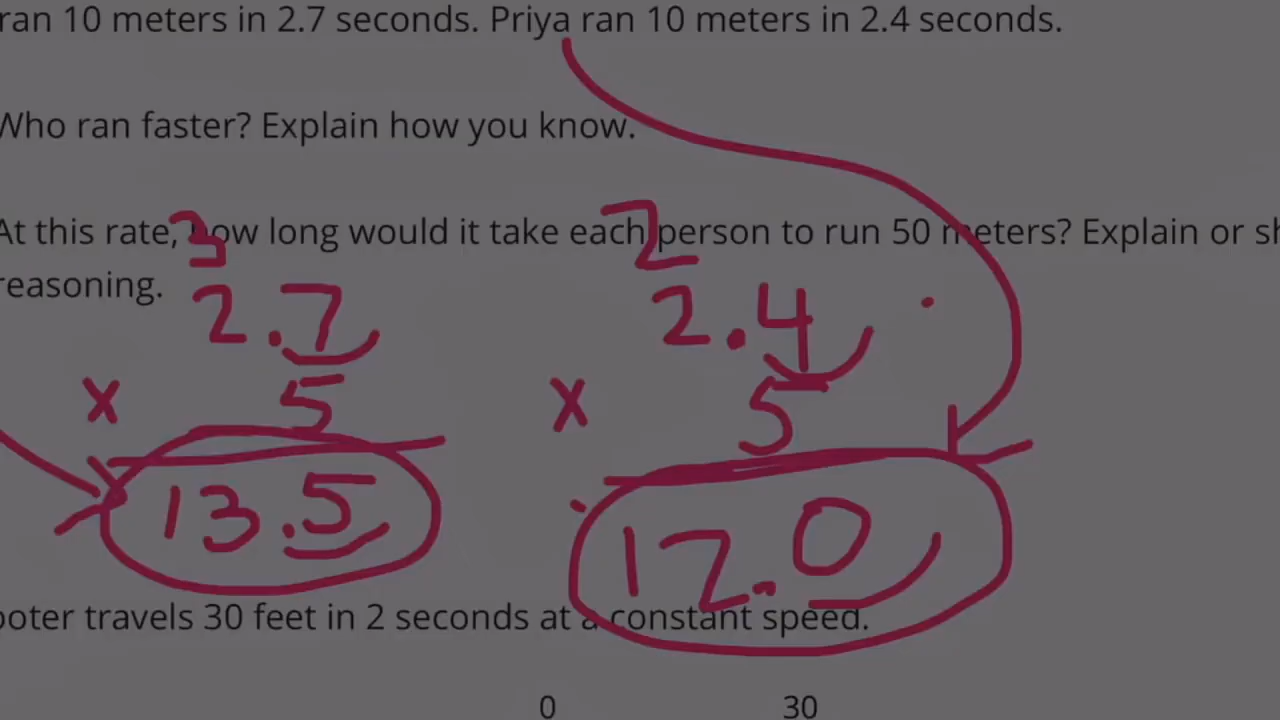 ran 10 meters in 2.7 seconds. Priya ran 10 meters in 2.4 seconds.
Who ran faster? Explain how you know.
At this rate, how long would it take each person to run 50 meters? Explain or sh
reasoning.
3
2.7
x 5
13.5
2
2.4
x 5
12.0
ooter travels 30 feet in 2 seconds at a constant speed.
0 30